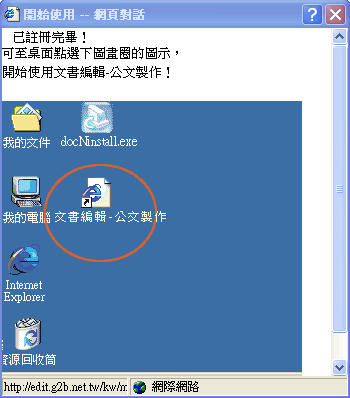 開始使用 -- 網頁對話
已註冊完畢！
可至桌面點選下圖畫圈的圖示，
開始使用文書編輯-公文製作！
我的文件
docNinstall.exe
我的電腦
文書編輯-公文製作
Internet
Explorer
資源回收筒
http://edit.g2b.net.tw/kw/m
網際網路